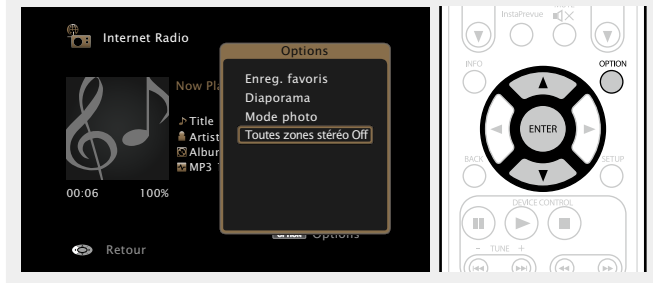 Internet Radio
Options
Now Pl
Enreg. favoris
Diaporama
Mode photo
Toutes zones stéréo Off
Title
Artist
Albu
MP3
00:06 100%
Options
Retour
InstaPrevue
INFO
OPTION
ENTER
BACK
SETUP
DEVICE CONTROL
- TUNE +